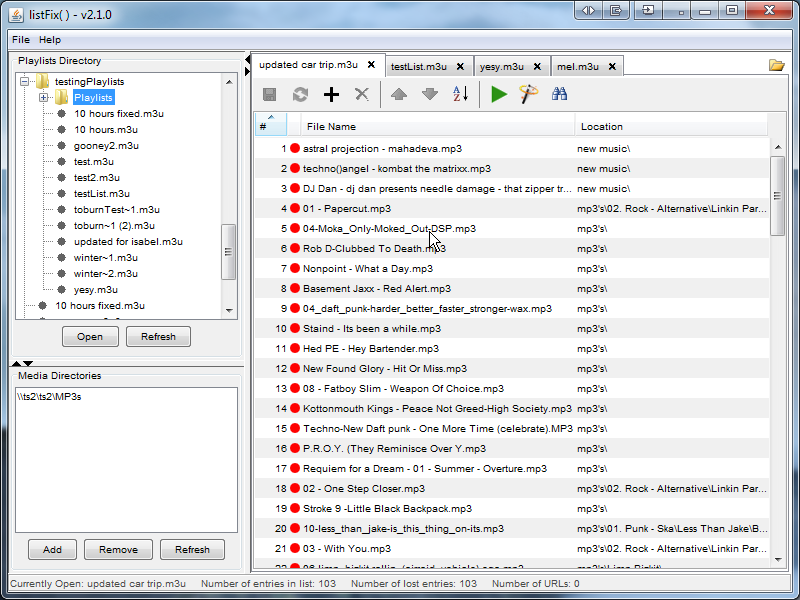 listFix( ) - v2.1.0
File Help
Playlists Directory
testingPlaylists
Playlists
10 hours fixed.m3u
10 hours.m3u
gooney2.m3u
test.m3u
test2.m3u
testList.m3u
toburnTest~1.m3u
toburn~1 (2).m3u
updated for isabel.m3u
winter~1.m3u
winter~2.m3u
yesy.m3u
10 hours fixed.m3u
Open Refresh
Media Directories
\\ts2\ts2\MP3s
Add Remove Refresh
updated car trip.m3u testList.m3u yesy.m3u mel.m3u
# File Name Location
1 astral projection - mahadeva.mp3 new music\
2 techno()angel - kombat the matrixx.mp3 new music\
3 DJ Dan - dj dan presents needle damage - that zipper tr... new music\
4 01 - Papercut.mp3 mp3's\02. Rock - Alternative\Linkin Par...
5 04-Moka_Only-Moked_Out-DSP.mp3 mp3's\
6 Rob D-Clubbed To Death.mp3 mp3's\
7 Nonpoint - What a Day.mp3 mp3's\
8 Basement Jaxx - Red Alert.mp3 mp3's\
9 04_daft_punk-harder_better_faster_stronger-wax.mp3 mp3's\
10 Staind - Its been a while.mp3 mp3's\
11 Hed PE - Hey Bartender.mp3 mp3's\
12 New Found Glory - Hit Or Miss.mp3 mp3's\
13 08 - Fatboy Slim - Weapon Of Choice.mp3 mp3's\
14 Kottonmouth Kings - Peace Not Greed-High Society.mp3 mp3's\
15 Techno-New Daft punk - One More Time (celebrate).MP3 mp3's\
16 P.R.O.Y. (They Reminisce Over Y.mp3 mp3's\
17 Requiem for a Dream - 01 - Summer - Overture.mp3 mp3's\
18 02 - One Step Closer.mp3 mp3's\02. Rock - Alternative\Linkin Par...
19 Stroke 9 -Little Black Backpack.mp3 mp3's\
20 10-less_than_jake-is_this_thing_on-its.mp3 mp3's\01. Punk - Ska\Less Than Jake\B...
21 03 - With You.mp3 mp3's\02. Rock - Alternative\Linkin Par...
Currently Open: updated car trip.m3u Number of entries in list: 103 Number of lost entries: 103 Number of URLs: 0